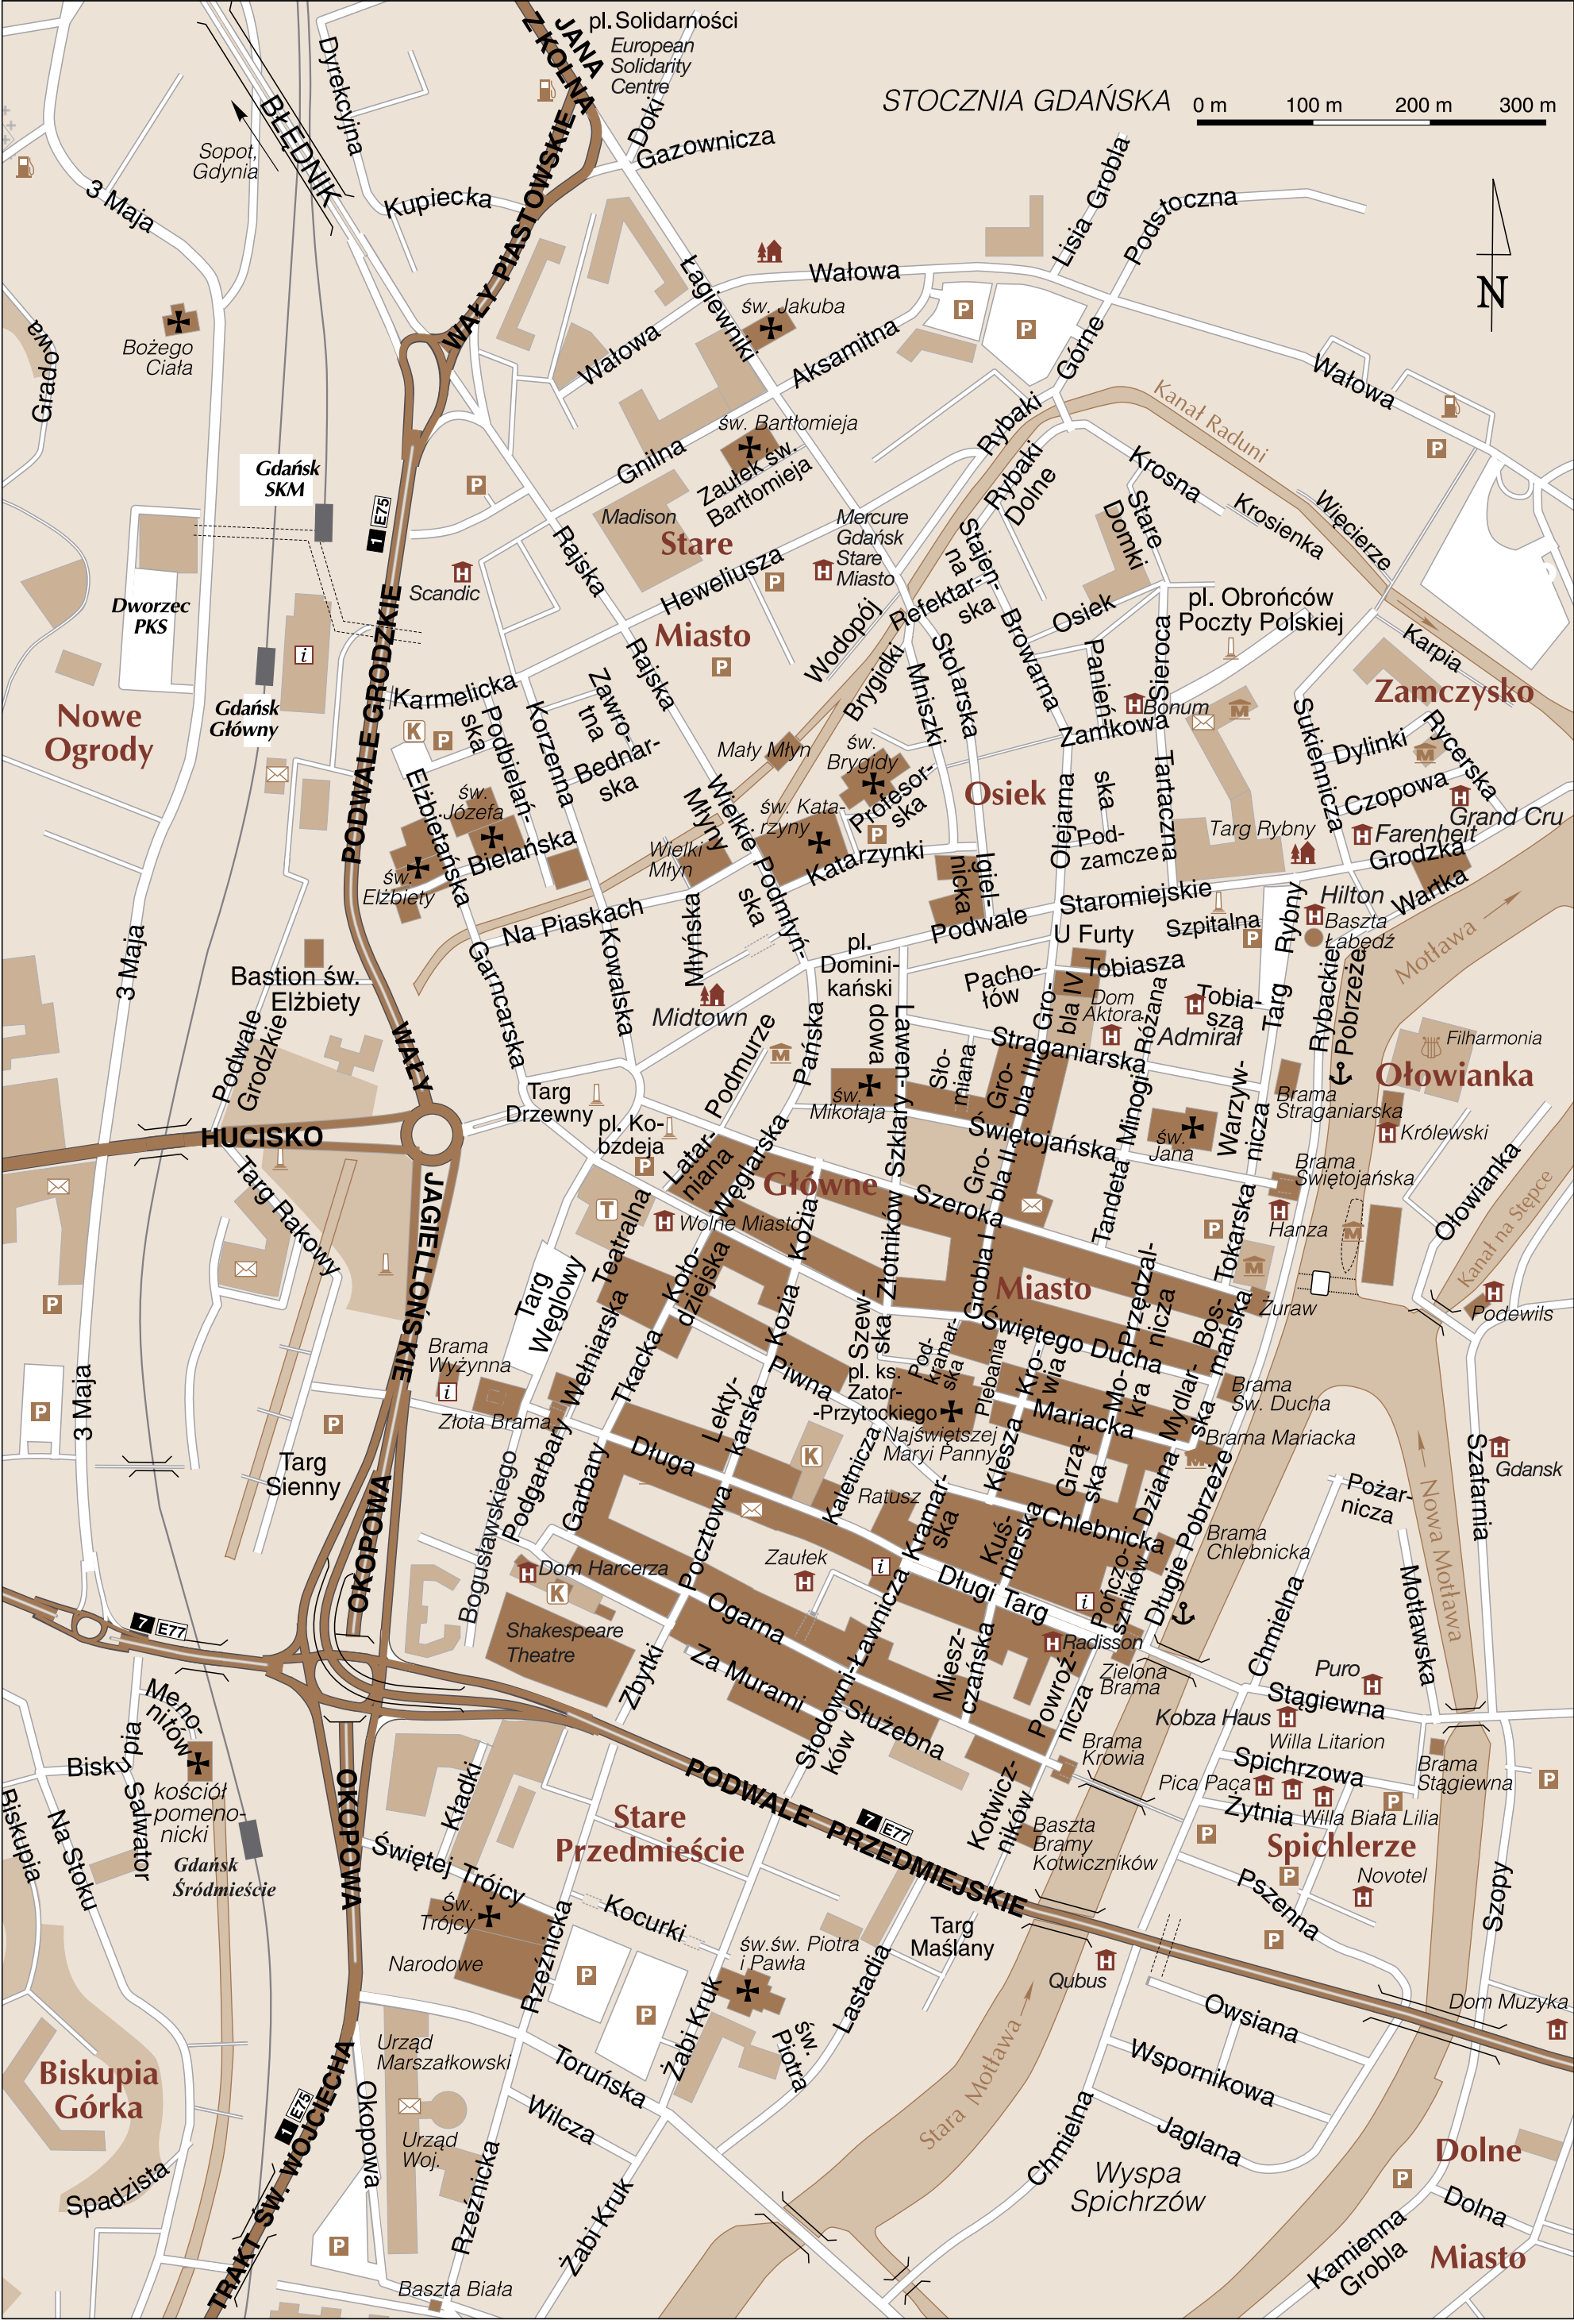 JANA
Z KOLNA
pl. Solidarności
European
Solidarity
Centre
STOCZNIA GDAŃSKA
0 m
100 m
200 m
300 m
N
Dyrekcyjna
BŁĘDNIK
Sopot,
Gdynia
Doki
Gazownicza
3 Maja
Kupiecka
WAŁY PIASTOWSKIE
Lisia Grobla
Podstoczna
Łagiewniki
Wałowa
św. Jakuba
Bożego
Ciała
Gradowa
Wałowa
Aksamitna
Górne
Wałowa
P
P
Kanał Raduni
Rybaki
św. Bartłomieja
Gnilna
Zaułek św.
Bartłomieja
P
P
Gdańsk
SKM
Rybaki
Dolne
Krosna
Krosienka
Więcierze
Stare
Domki
1
E75
Madison
Stare
Miasto
Rajska
Heweliusza
P
Mercure
Gdańsk
Stare
Miasto
H
Stajen-
na
Refektar-
ska
Browarna
Osiek
pl. Obrońców
Poczty Polskiej
Karpia
Scandic
H
Dworzec
PKS
i
PODWALE GRODZKIE
Karmelicka
Rajska
P
Wodopój
Brygidki
Mniszki
Stolarska
Panień-
ska
Sieroca
H
Bonum
Zamkowa
Zamczysko
Nowe
Ogrody
Gdańsk
Główny
K
P
Podbielań-
ska
Korzenna
Zawro-
tna
Bednar-
ska
Mały Młyn
św.
Brygidy
Profesor-
ska
Osiek
Sukiennicza
Dylinki
Rycerska
Czopowa
H
Grand Cru
H
Farenheit
Grodzka
Wartka
Elżbietańska
św.
Józefa
Bielańska
św.
Elżbiety
Młyny
Wielkie
Wielki
Młyn
św. Kata-
rzyny
P
Katarzynki
Igiel-
nicka
Olejarna
Pod-
zamcze
Tartaczna
Targ Rybny
Na Piaskach
Młyńska
Podmłyń-
ska
Podwale
Staromiejskie
Szpitalna
P
Hilton
H
Baszta
Łabędź
Motława
3 Maja
Bastion św.
Elżbiety
Garncarska
Kowalska
Midtown
pl.
Domini-
kański
Pacho-
łów
U Furty
Tobiasza
Dom
Aktora
H
Gro-
bla IV
Różana
H
Tobia-
sza
Admirał
Targ Rybny
Rybackie Pobrzeże
Filharmonia
Ołowianka
Podwale
Grodzkie
WAŁY
Targ
Drzewny
Podmurze
Pańska
Lawen-
dowa
św.
Mikołaja
Szklary
Sło-
miana
Straganiarska
Gro-
bla III
Minogi
Warzyw-
nicza
Brama
Straganiarska
H
Królewski
HUCISKO
Targ Rakowy
pl. Ko-
bzdeja
P
Latar-
niana
Węglarska
Główne
Miasto
Świętojańska
Gro-
bla II
św.
Jana
Brama
Świętojańska
H
Hanza
Ołowianka
Kanał na Stępce
JAGIELLOŃSKIE
T
Teatralna
H
Wolne Miasto
Kozia
Szeroka
Grobla I
Tandeta
P
Tokarska
Targ
Węglowy
Koło-
dziejska
Złotników
Przędzal-
nicza
Bos-
mańska
Żuraw
H
Podewils
P
Brama
Wyżynna
i
Wełniarska
Tkacka
Kozia
Szew-
ska
pl. ks.
Zator-
-Przytockiego
Pod-
kramar-
ska
Plebania
Świętego Ducha
Kro-
wia
Mo-
kra
Mydlar-
ska
Brama
Św. Ducha
Piwna
Mariacka
Brama Mariacka
P
P
3 Maja
Złota Brama
Lekty-
karska
Długa
K
Najświętszej
Maryi Panny
Klesza
Grzą-
ska
Dziana
Targ
Sienny
OKOPOWA
Bogusławskiego
Podgarbary
Garbary
Pocztowa
Kaletnicza
Ratusz
Kramar-
ska
Kuś-
nierska
Chlebnicka
Brama
Chlebnicka
Pożar-
nicza
Nowa Motława
Szafarnia
H
Gdansk
H
Dom Harcerza
K
Zaułek
H
i
Długi Targ
i
Pończo-
szników
Długie Pobrzeże
Chmielna
Motławska
7
E77
Shakespeare
Theatre
Ogarna
Ławnicza
Miesz-
czańska
H
Radisson
Zielona
Brama
Zbytki
Za Murami
Słodowni-
ków
Służebna
Powroź-
nicza
Puro
H
Stągiewna
Kobza Haus
H
Willa Litarion
Meno-
nitów
Biskupia
Salwator
Biskupia
Na Stoku
kościół
pomeno-
nicki
Gdańsk
Śródmieście
OKOPOWA
Kładki
PODWALE PRZEDMIEJSKIE
7
E77
Brama
Krowia
Kotwicz-
ników
Spichrzowa
Pica Paca
H
H
H
Żytnia
Willa Biała Lilia
P
Brama
Stągiewna
P
Stare
Przedmieście
Baszta
Bramy
Kotwiczników
P
Spichlerze
P
Novotel
H
Świętej Trójcy
Św.
Trójcy
Narodowe
Rzeźnicka
Kocurki
Targ
Maślany
Pszenna
P
Szopy
P
P
św.św. Piotra
i Pawła
Lastadia
H
Qubus
Dom Muzyka
H
Żabi Kruk
św.
Piotra
Owsiana
Wspornikowa
Jaglana
Biskupia
Górka
Urząd
Marszałkowski
Toruńska
Stara Motława
TRAKT ŚW. WOJCIECHA
1
E75
Okopowa
Urząd
Woj.
Wilcza
Chmielna
Wyspa
Spichrzów
Dolne
Miasto
P
Dolna
Spadzista
Rzeźnicka
Żabi Kruk
Kamienna
Grobla
P
Baszta Biała